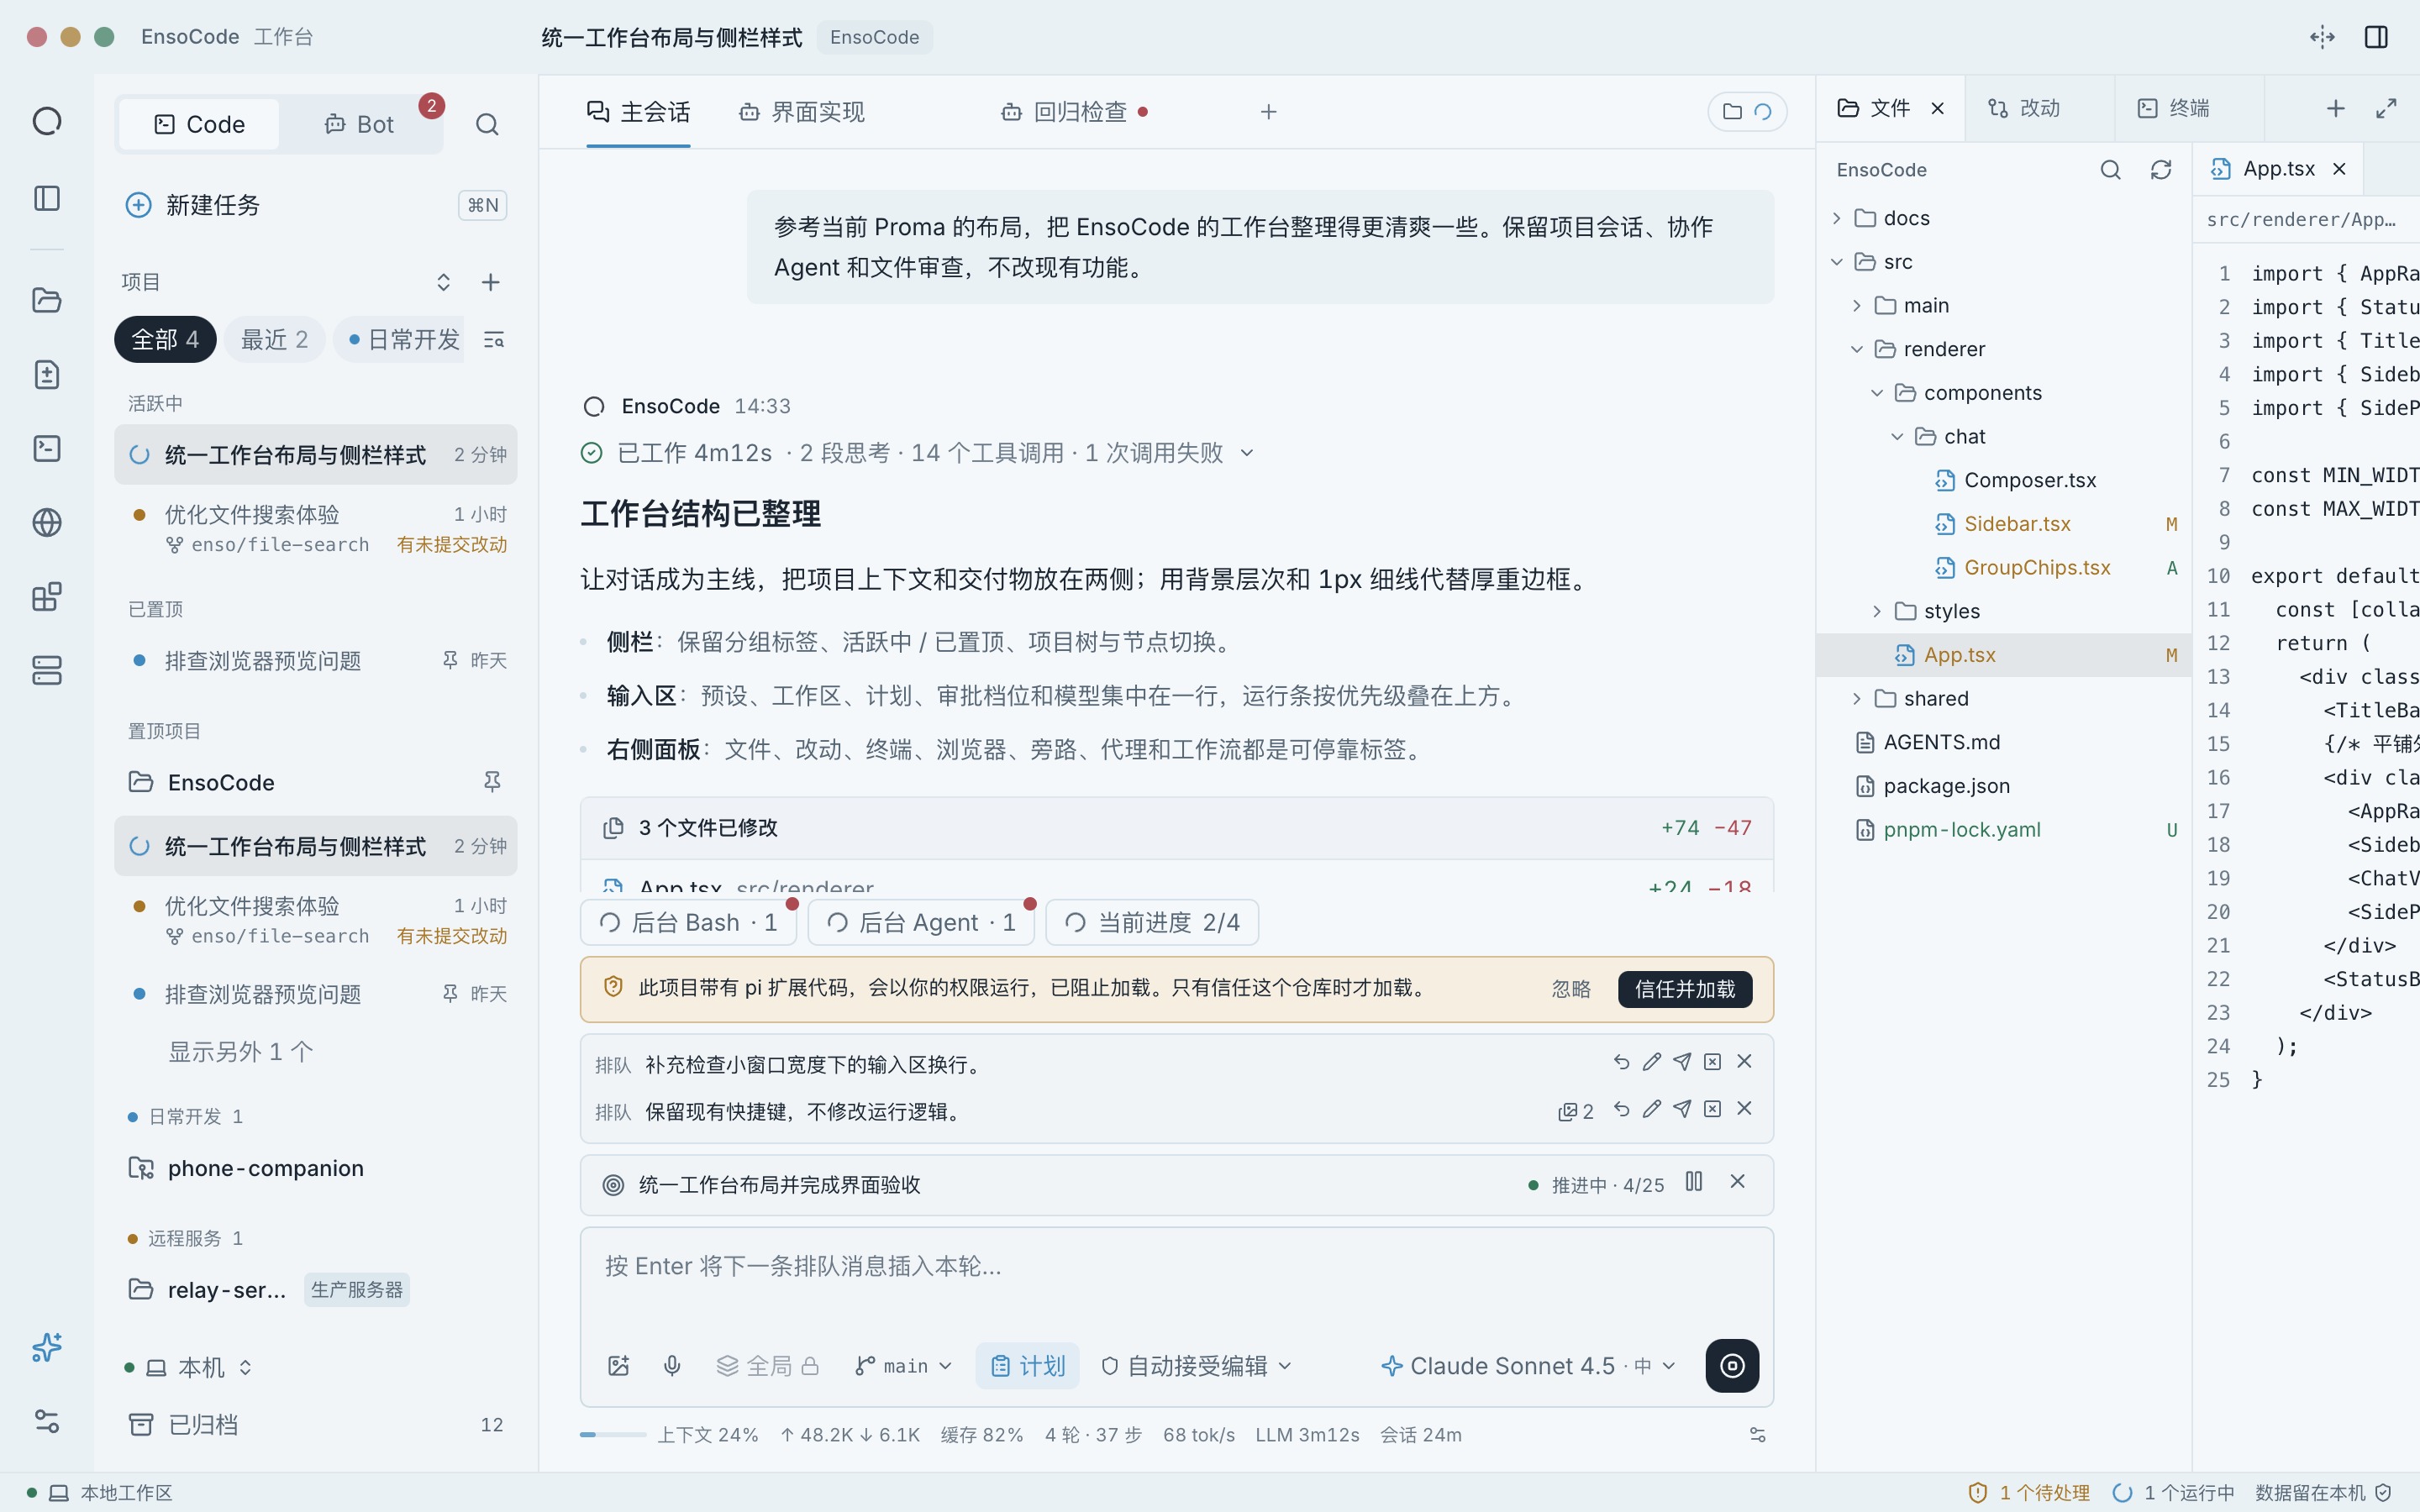 EnsoCode 工作台
统一工作台布局与侧栏样式 EnsoCode
Code
Bot
2
新建任务
⌘N
项目
全部 4
最近 2
日常开发
活跃中
统一工作台布局与侧栏样式 2 分钟
优化文件搜索体验 1 小时
enso/file-search 有未提交改动
已置顶
排查浏览器预览问题 昨天
置顶项目
EnsoCode
统一工作台布局与侧栏样式 2 分钟
优化文件搜索体验 1 小时
enso/file-search 有未提交改动
排查浏览器预览问题 昨天
显示另外 1 个
日常开发 1
phone-companion
远程服务 1
relay-ser... 生产服务器
本机
已归档 12
主会话
界面实现
回归检查
参考当前 Proma 的布局，把 EnsoCode 的工作台整理得更清爽一些。保留项目会话、协作
Agent 和文件审查，不改现有功能。
EnsoCode 14:33
已工作 4m12s · 2 段思考 · 14 个工具调用 · 1 次调用失败
工作台结构已整理
让对话成为主线，把项目上下文和交付物放在两侧；用背景层次和 1px 细线代替厚重边框。
侧栏：保留分组标签、活跃中 / 已置顶、项目树与节点切换。
输入区：预设、工作区、计划、审批档位和模型集中在一行，运行条按优先级叠在上方。
右侧面板：文件、改动、终端、浏览器、旁路、代理和工作流都是可停靠标签。
3 个文件已修改 +74 −47
App.tsx src/renderer +24 −18
后台 Bash · 1
后台 Agent · 1
当前进度 2/4
此项目带有 pi 扩展代码，会以你的权限运行，已阻止加载。只有信任这个仓库时才加载。 忽略 信任并加载
排队 补充检查小窗口宽度下的输入区换行。
排队 保留现有快捷键，不修改运行逻辑。 2
统一工作台布局并完成界面验收 推进中 · 4/25
按 Enter 将下一条排队消息插入本轮...
全局 main 计划 自动接受编辑 Claude Sonnet 4.5 · 中
上下文 24% ↑ 48.2K ↓ 6.1K 缓存 82% 4 轮 · 37 步 68 tok/s LLM 3m12s 会话 24m
文件
改动
终端
EnsoCode
docs
src
main
renderer
components
chat
Composer.tsx
Sidebar.tsx M
GroupChips.tsx A
styles
App.tsx M
shared
AGENTS.md
package.json
pnpm-lock.yaml U
App.tsx
src/renderer/App…
1 import { AppRa
2 import { Statu
3 import { Title
4 import { Sideb
5 import { SideP
6
7 const MIN_WIDT
8 const MAX_WIDT
9
10 export default
11 const [colla
12 return (
13 <div class
14 <TitleBa
15 {/* 平铺
16 <div cla
17 <AppRa
18 <Sideb
19 <ChatV
20 <SideP
21 </div>
22 <StatusB
23 </div>
24 );
25 }
本地工作区
1 个待处理
1 个运行中
数据留在本机